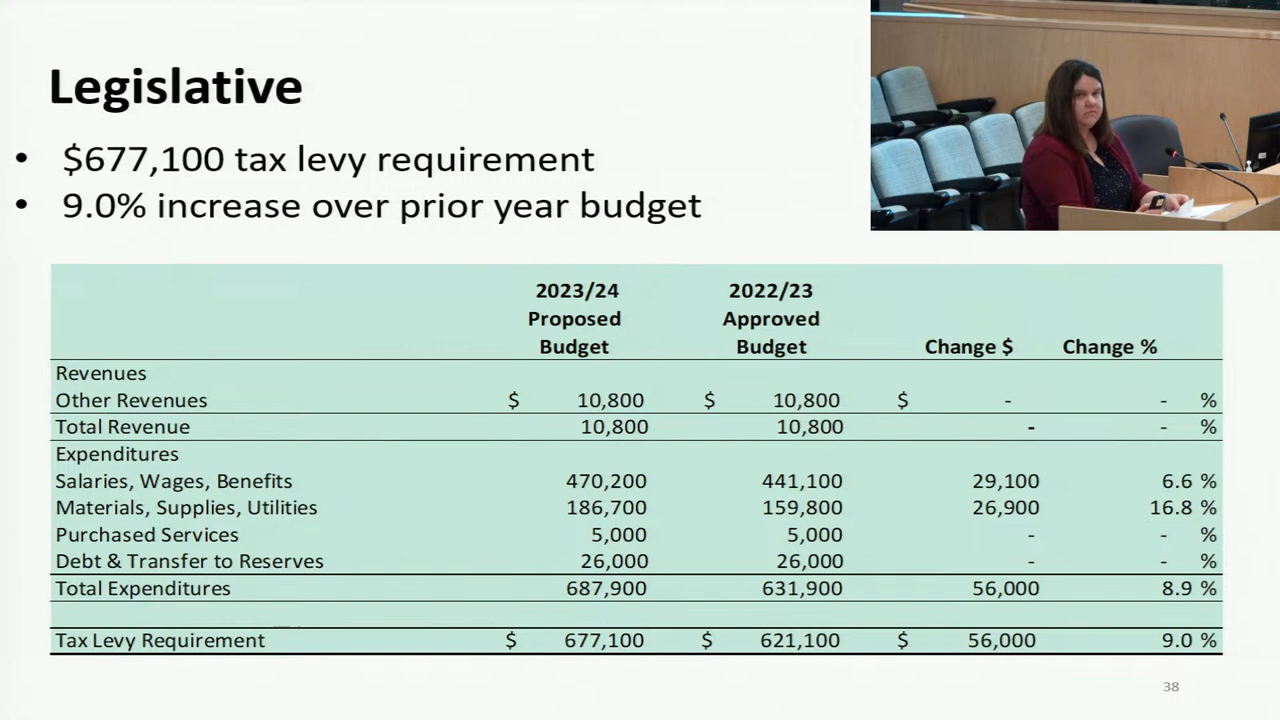 Legislative
• $677,100 tax levy requirement
• 9.0% increase over prior year budget
2023/24 Proposed Budget 2022/23 Approved Budget Change $ Change %
Revenues
Other Revenues $ 10,800 $ 10,800 $ - - %
Total Revenue 10,800 10,800 - - %
Expenditures
Salaries, Wages, Benefits 470,200 441,100 29,100 6.6 %
Materials, Supplies, Utilities 186,700 159,800 26,900 16.8 %
Purchased Services 5,000 5,000 - - %
Debt & Transfer to Reserves 26,000 26,000 - - %
Total Expenditures 687,900 631,900 56,000 8.9 %
Tax Levy Requirement $ 677,100 $ 621,100 $ 56,000 9.0 %
38